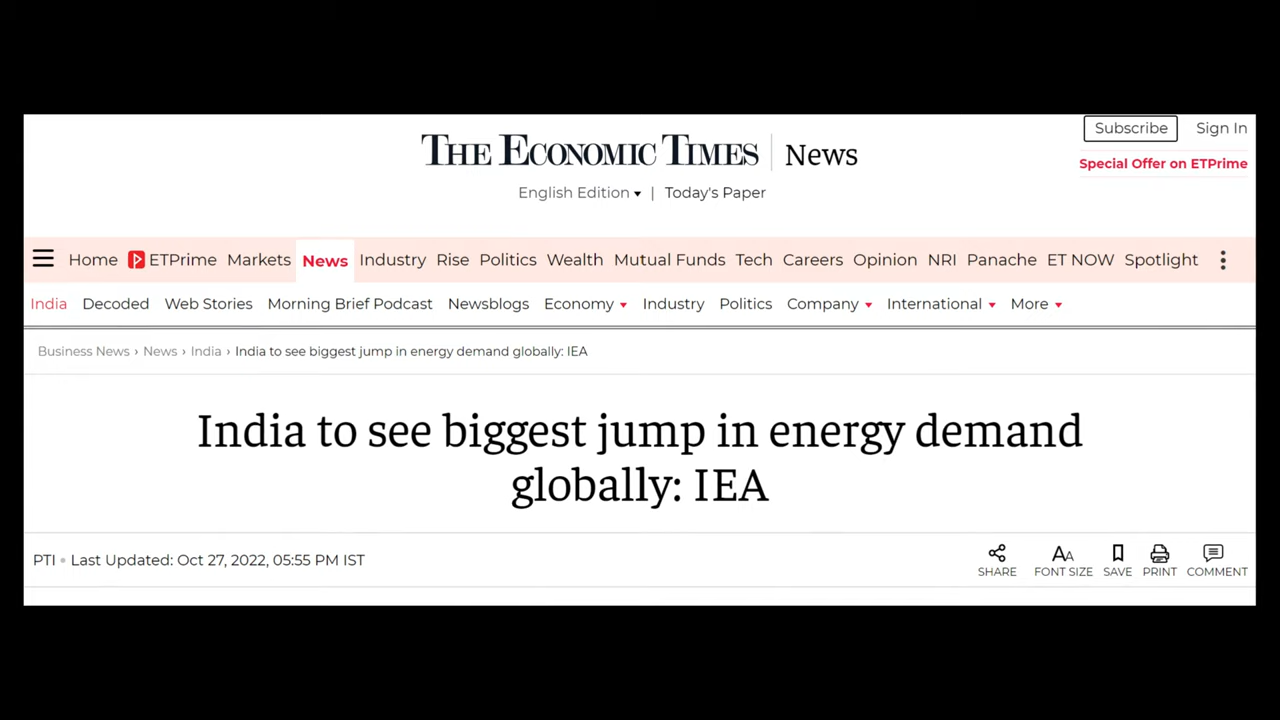 Subscribe Sign In
THE ECONOMIC TIMES | News
Special Offer on ETPrime
English Edition | Today's Paper
Home ETPrime Markets News Industry Rise Politics Wealth Mutual Funds Tech Careers Opinion NRI Panache ET NOW Spotlight
India Decoded Web Stories Morning Brief Podcast Newsblogs Economy Industry Politics Company International More
Business News › News › India › India to see biggest jump in energy demand globally: IEA
India to see biggest jump in energy demand
globally: IEA
PTI • Last Updated: Oct 27, 2022, 05:55 PM IST
SHARE AA FONT SIZE SAVE PRINT COMMENT